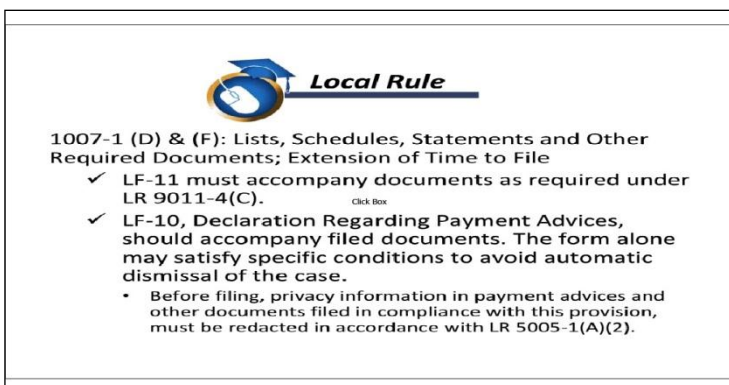 Local Rule
1007-1 (D) & (F): Lists, Schedules, Statements and Other
Required Documents; Extension of Time to File
✓ LF-11 must accompany documents as required under
LR 9011-4(C).
Click Box
✓ LF-10, Declaration Regarding Payment Advices,
should accompany filed documents. The form alone
may satisfy specific conditions to avoid automatic
dismissal of the case.
• Before filing, privacy information in payment advices and
other documents filed in compliance with this provision,
must be redacted in accordance with LR 5005-1(A)(2).